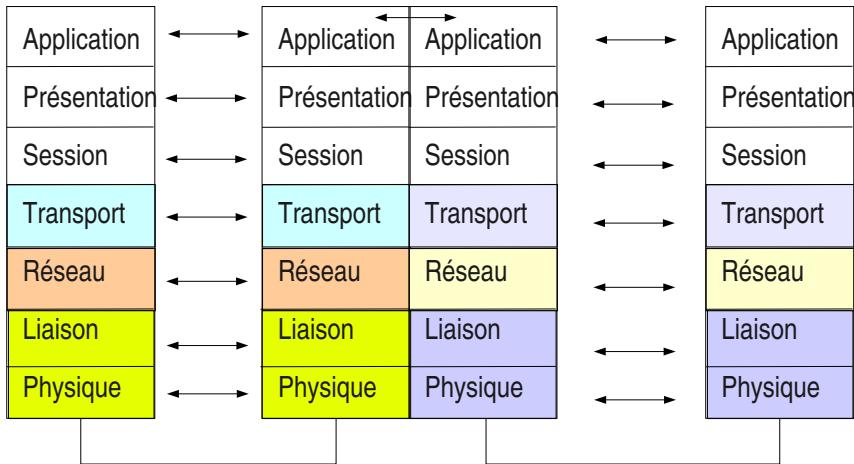 Application Application Application Application
Présentation Présentation Présentation Présentation
Session Session Session Session
Transport Transport Transport Transport
Réseau Réseau Réseau Réseau
Liaison Liaison Liaison Liaison
Physique Physique Physique Physique